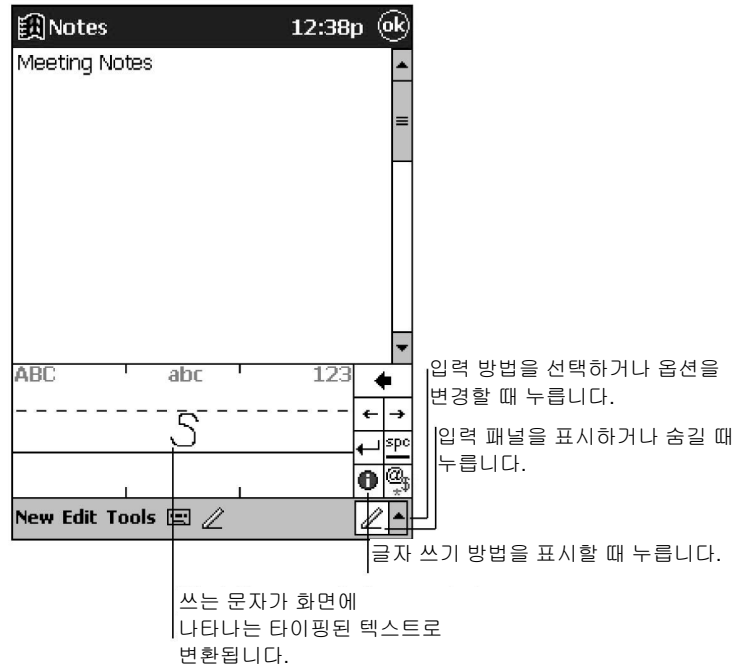 Notes 12:38p ok
Meeting Notes
ABC abc 123
S
spc
@$*
New Edit Tools
입력 방법을 선택하거나 옵션을
변경할 때 누릅니다.
입력 패널을 표시하거나 숨길 때
누릅니다.
글자 쓰기 방법을 표시할 때 누릅니다.
쓰는 문자가 화면에
나타나는 타이핑된 텍스트로
변환됩니다.